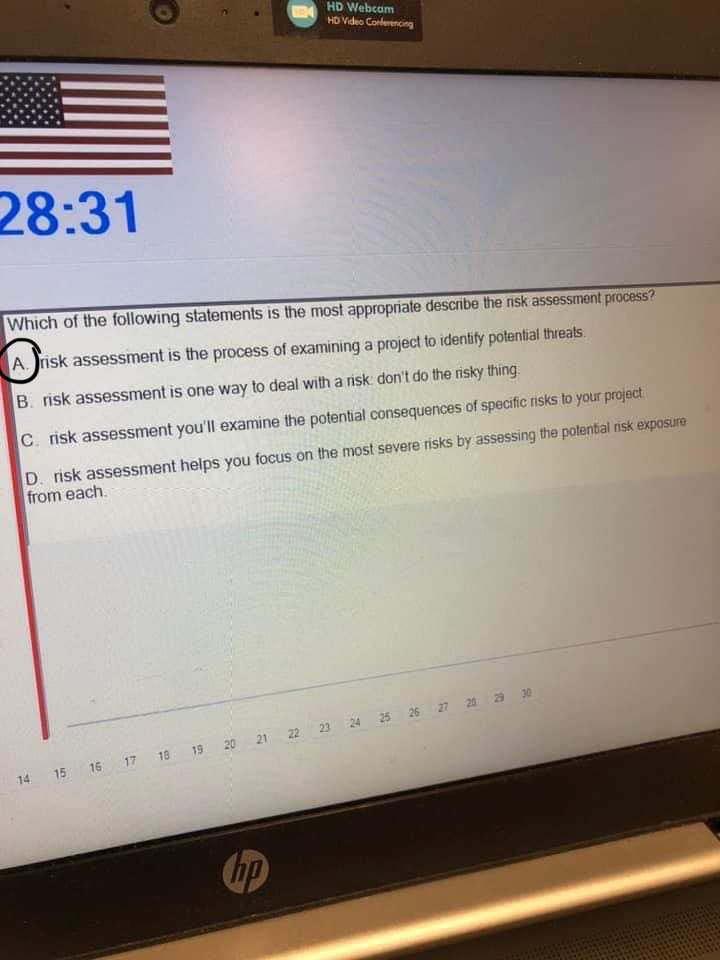 HD Webcam
HD Video Conferencing
28:31
Which of the following statements is the most appropriate describe the risk assessment process?
A. risk assessment is the process of examining a project to identify potential threats.
B. risk assessment is one way to deal with a risk: don't do the risky thing.
C. risk assessment you'll examine the potential consequences of specific risks to your project.
D. risk assessment helps you focus on the most severe risks by assessing the potential risk exposure
from each.
14 15 16 17 18 19 20 21 22 23 24 25 26 27 28 29 30
hp